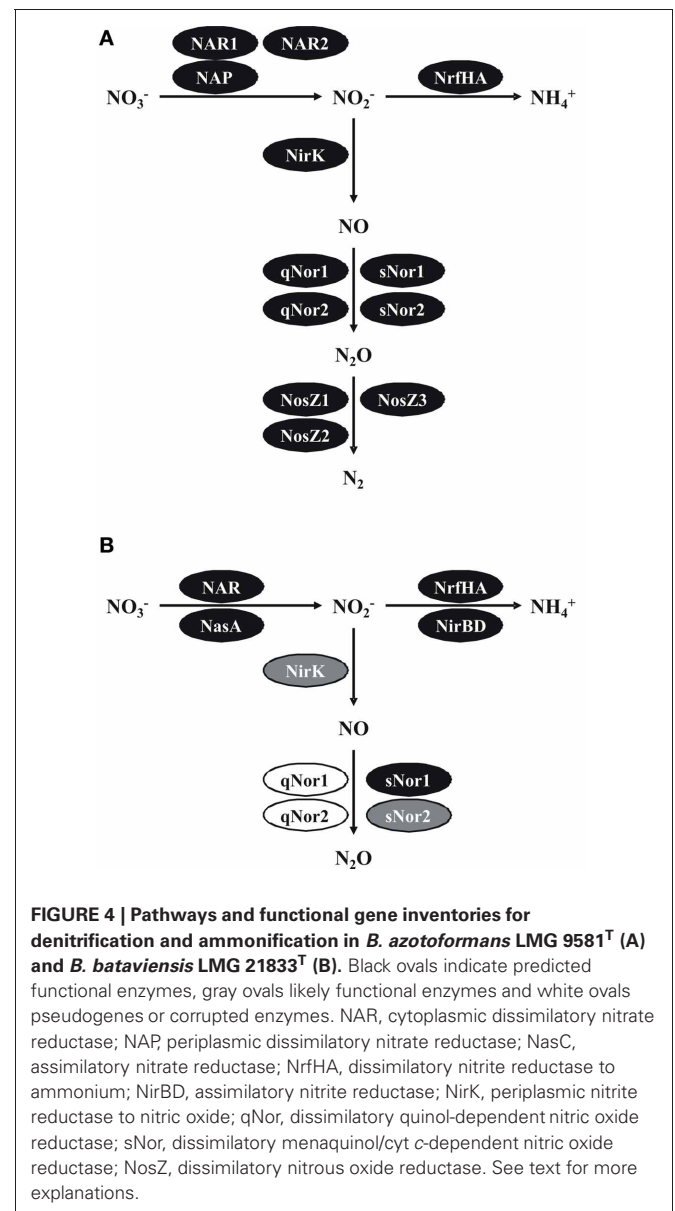 A
NAR1 NAR2
NAP NrfHA
NO₃⁻ NO₂⁻ NH₄⁺
NirK
NO
qNor1 sNor1
qNor2 sNor2
N₂O
NosZ1 NosZ3
NosZ2
N₂
B
NAR NrfHA
NO₃⁻ NO₂⁻ NH₄⁺
NasA NirBD
NirK
NO
qNor1 sNor1
qNor2 sNor2
N₂O
FIGURE 4 | Pathways and functional gene inventories for
denitrification and ammonification in B. azotoformans LMG 9581ᵀ (A)
and B. bataviensis LMG 21833ᵀ (B). Black ovals indicate predicted
functional enzymes, gray ovals likely functional enzymes and white ovals
pseudogenes or corrupted enzymes. NAR, cytoplasmic dissimilatory nitrate
reductase; NAP, periplasmic dissimilatory nitrate reductase; NasC,
assimilatory nitrate reductase; NrfHA, dissimilatory nitrite reductase to
ammonium; NirBD, assimilatory nitrite reductase; NirK, periplasmic nitrite
reductase to nitric oxide; qNor, dissimilatory quinol-dependent nitric oxide
reductase; sNor, dissimilatory menaquinol/cyt c-dependent nitric oxide
reductase; NosZ, dissimilatory nitrous oxide reductase. See text for more
explanations.